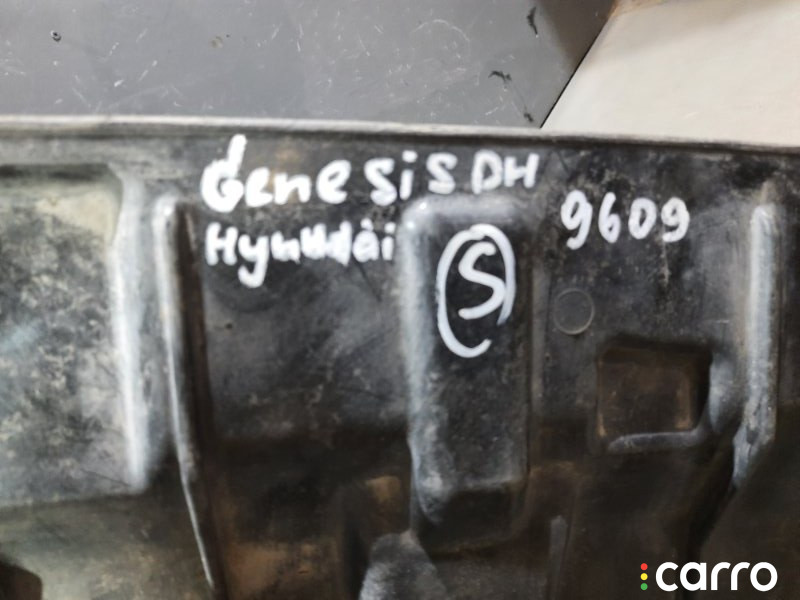 Genesis DH
Hyundai
S
9609
carro